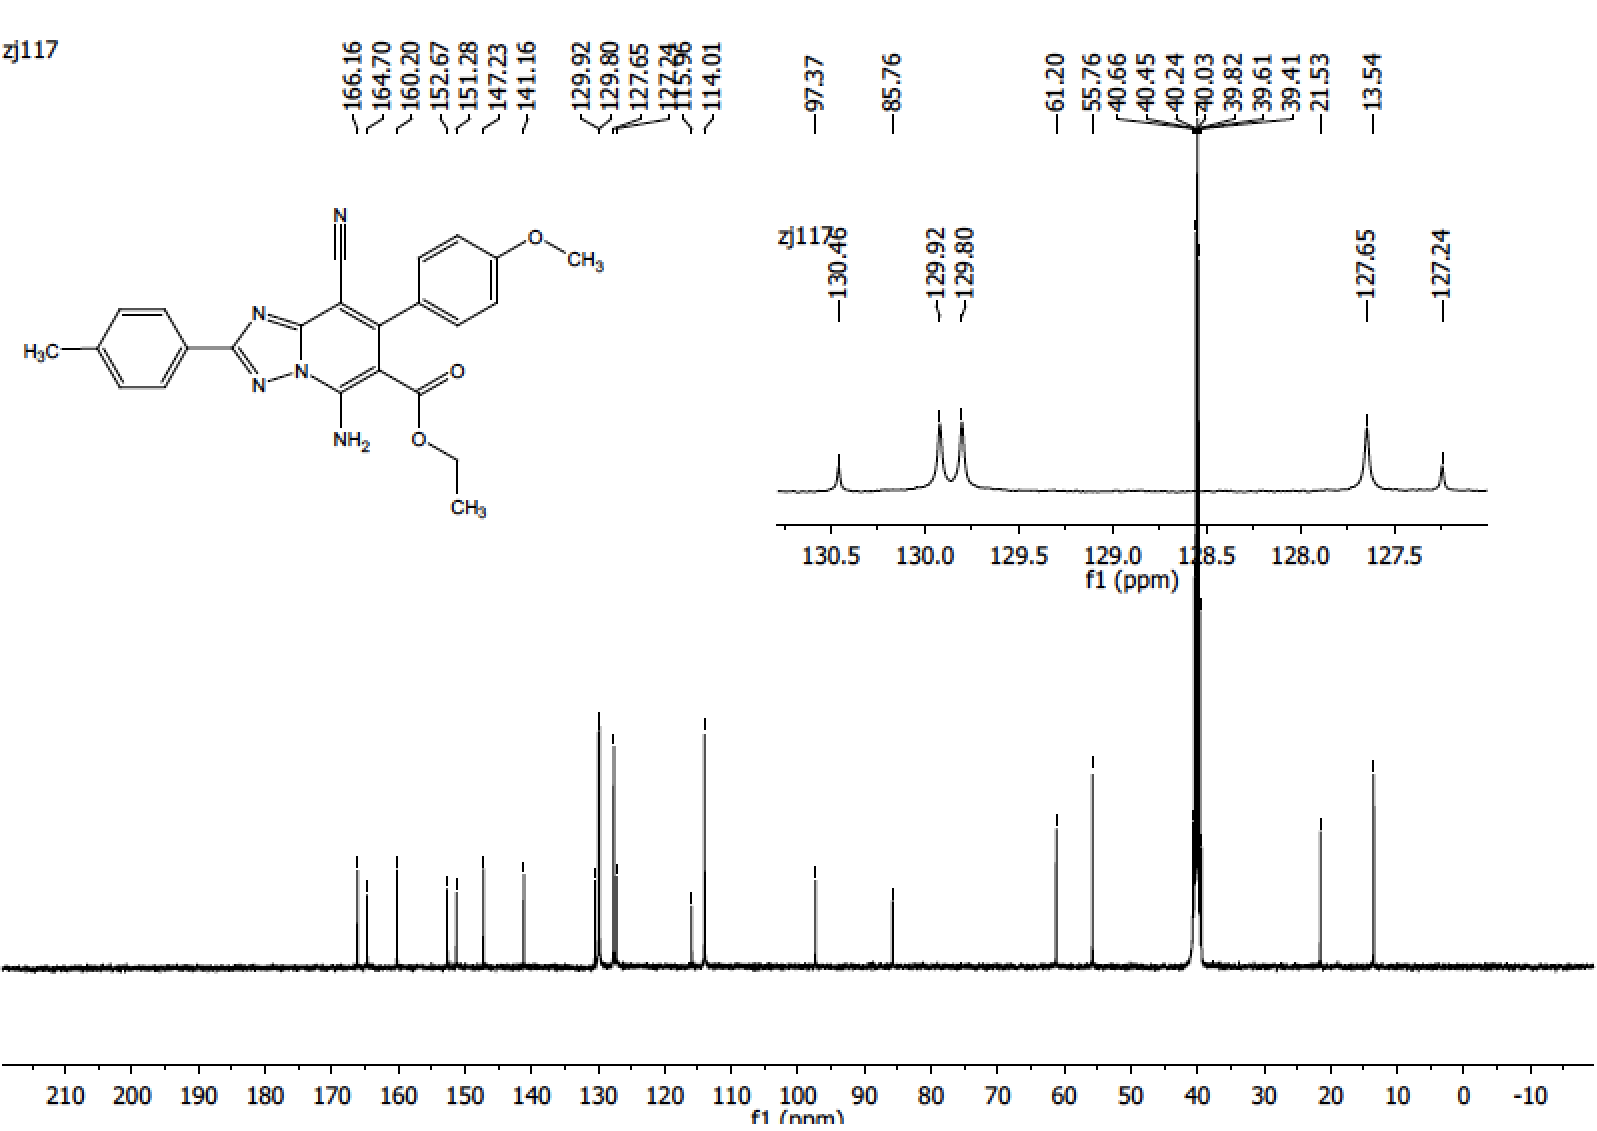 zj117
166.16 164.70 160.20 152.67 151.28 147.23 141.16 129.92 129.80 127.65 127.24 115.96 114.01 97.37 85.76 61.20 55.76 40.66 40.45 40.24 40.03 39.82 39.61 39.41 21.53 13.54
N
O
CH3
N
H3C
N
N
O
NH2
O
CH3
zj117
130.46 129.92 129.80 127.65 127.24
130.5 130.0 129.5 129.0 128.5 128.0 127.5
f1 (ppm)
210 200 190 180 170 160 150 140 130 120 110 100 90 80 70 60 50 40 30 20 10 0 -10
f1 (ppm)